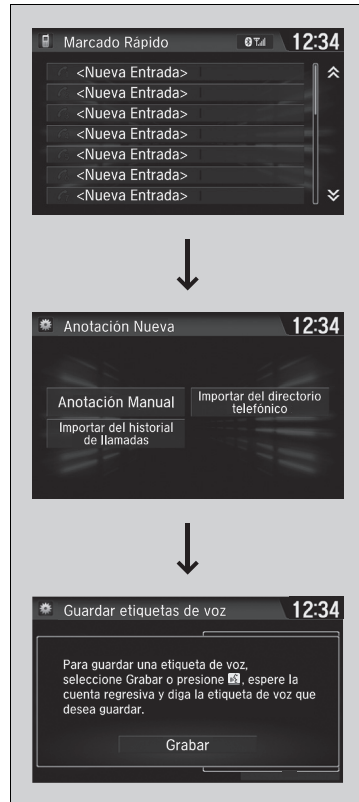 Marcado Rápido 12:34
<Nueva Entrada>
<Nueva Entrada>
<Nueva Entrada>
<Nueva Entrada>
<Nueva Entrada>
<Nueva Entrada>
<Nueva Entrada>
Anotación Nueva 12:34
Anotación Manual
Importar del directorio
telefónico
Importar del historial
de llamadas
Guardar etiquetas de voz 12:34
Para guardar una etiqueta de voz,
seleccione Grabar o presione , espere la
cuenta regresiva y diga la etiqueta de voz que
desea guardar.
Grabar